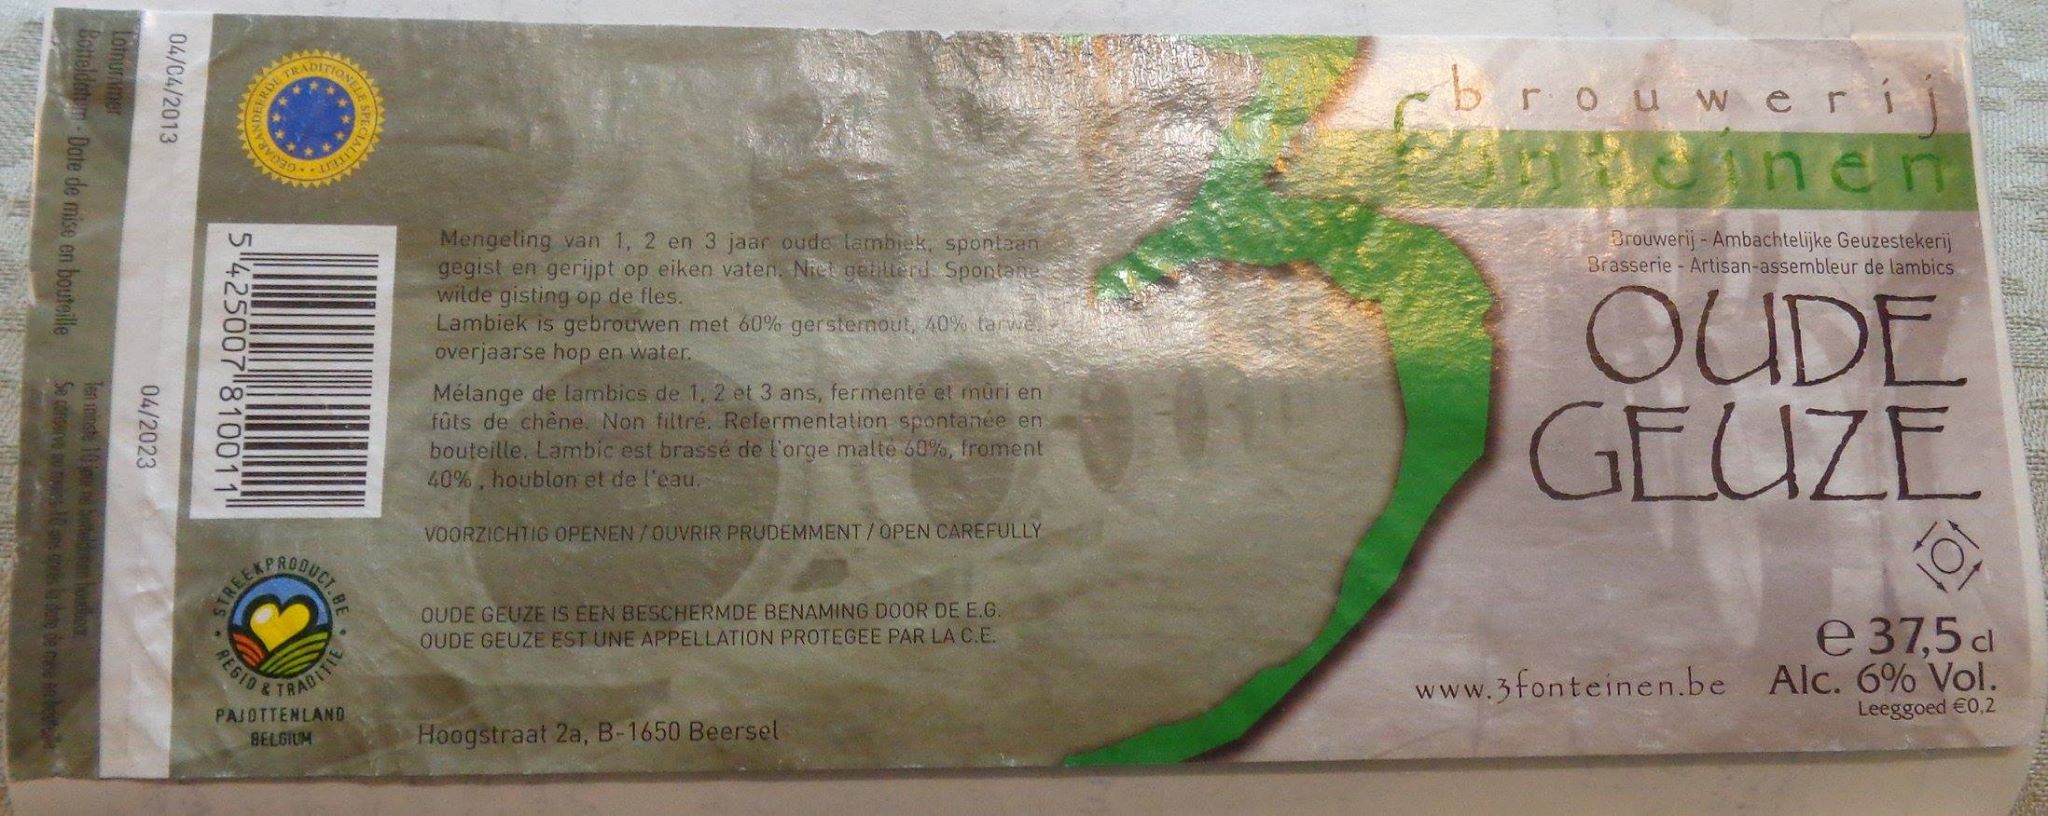 Lotnummer
Botteldatum - Date de mise en bouteille
04/04/2013
04/2023
GEGARANDEERDE TRADITIONELE SPECIALITEIT
5 425007 810011
STREEKPRODUCT.BE
REGIO & TRADITIE
PAJOTTENLAND
BELGIUM
Mengeling van 1, 2 en 3 jaar oude lambiek, spontaan
gegist en gerijpt op eiken vaten. Niet gefilterd. Spontane
wilde gisting op de fles.
Lambiek is gebrouwen met 60% gerstemout, 40% tarwe,
overjaarse hop en water.
Mélange de lambics de 1, 2 et 3 ans, fermenté et mûri en
fûts de chêne. Non filtré. Refermentation spontanée en
bouteille. Lambic est brassé de l'orge malté 60%, froment
40% , houblon et de l'eau.
VOORZICHTIG OPENEN / OUVRIR PRUDEMMENT / OPEN CAREFULLY
OUDE GEUZE IS EEN BESCHERMDE BENAMING DOOR DE E.G.
OUDE GEUZE EST UNE APPELLATION PROTEGEE PAR LA C.E.
Hoogstraat 2a, B-1650 Beersel
brouwerij
3 fonteinen
Brouwerij - Ambachtelijke Geuzestekerij
Brasserie - Artisan-assembleur de lambics
OUDE
GEUZE
e 37,5 cl
www.3fonteinen.be Alc. 6% Vol.
Leeggoed €0,2